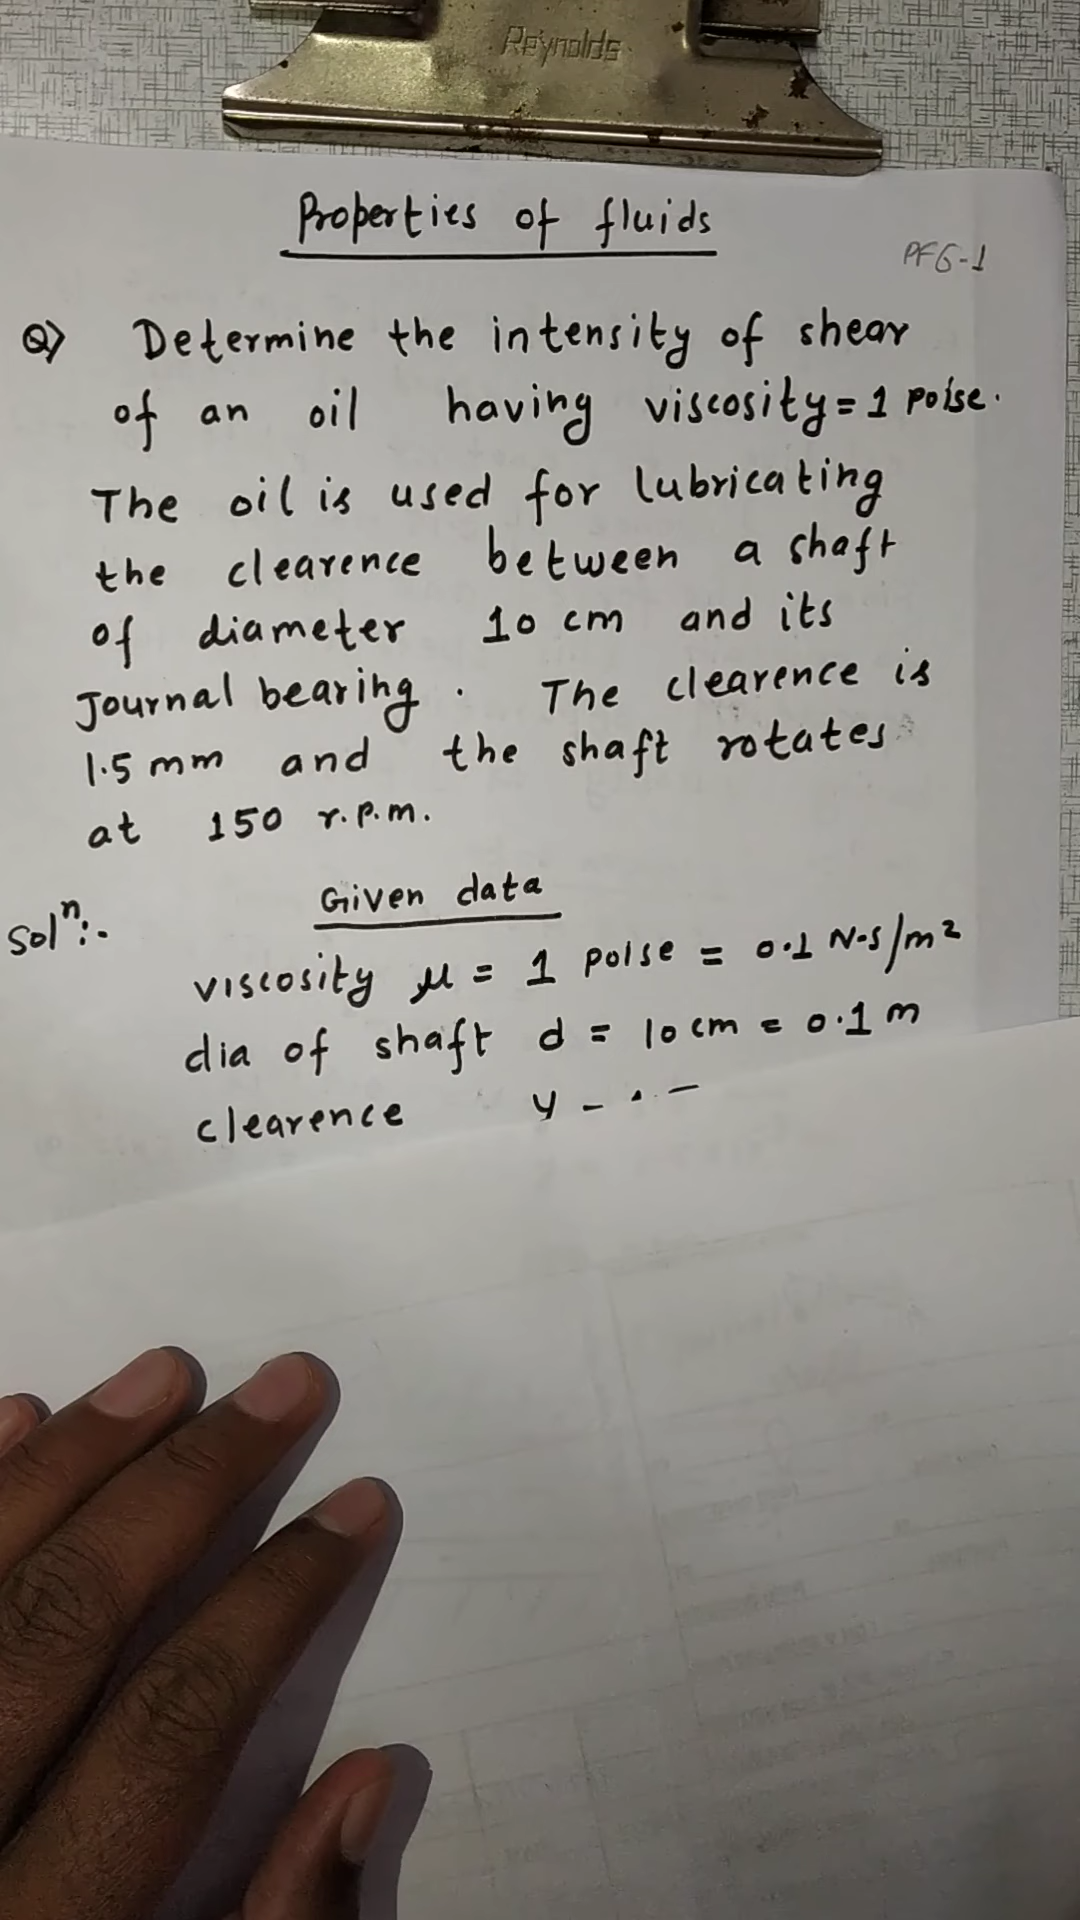 Reynolds
Properties of fluids
PFG-1
Q) Determine the intensity of shear
of an oil having viscosity = 1 poise.
The oil is used for lubricating
the clearence between a shaft
of diameter 10 cm and its
Journal bearing. The clearence is
1.5 mm and the shaft rotates
at 150 r.p.m.
Given data
Solⁿ:-
viscosity μ = 1 poise = 0.1 N-s/m²
dia of shaft d = 10 cm = 0.1 m
clearence y